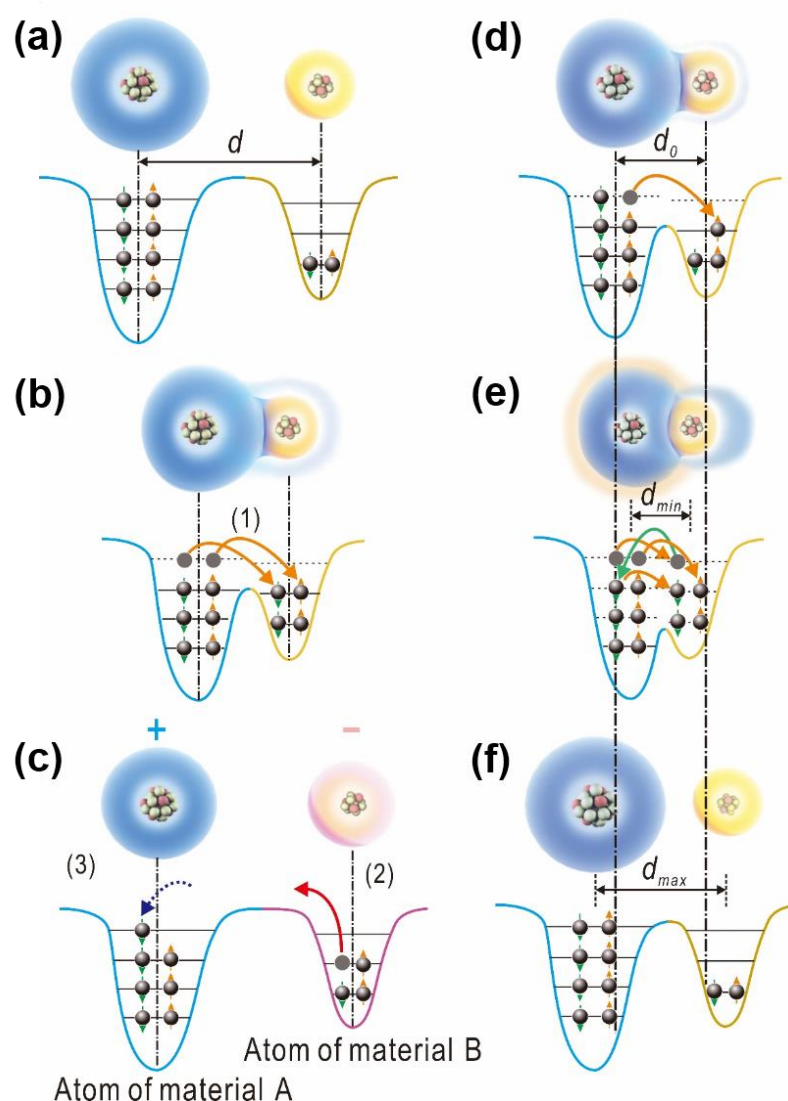 (a)
d
(b)
(1)
(c)
+
−
(3)
(2)
Atom of material B
Atom of material A
(d)
d0
(e)
dmin
(f)
dmax